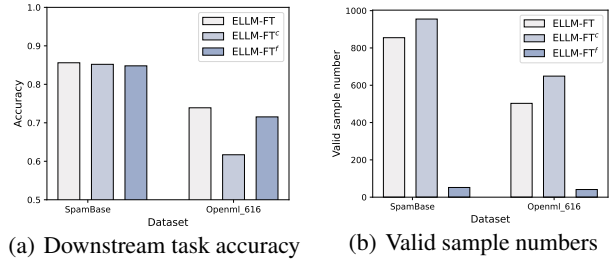 1.0
0.9
0.8
0.7
0.6
0.5
Accuracy
ELLM-FT
ELLM-FTᶜ
ELLM-FTᶠ
SpamBase
Openml_616
Dataset
(a) Downstream task accuracy
1000
800
600
400
200
0
Valid sample number
ELLM-FT
ELLM-FTᶜ
ELLM-FTᶠ
SpamBase
Openml_616
Dataset
(b) Valid sample numbers